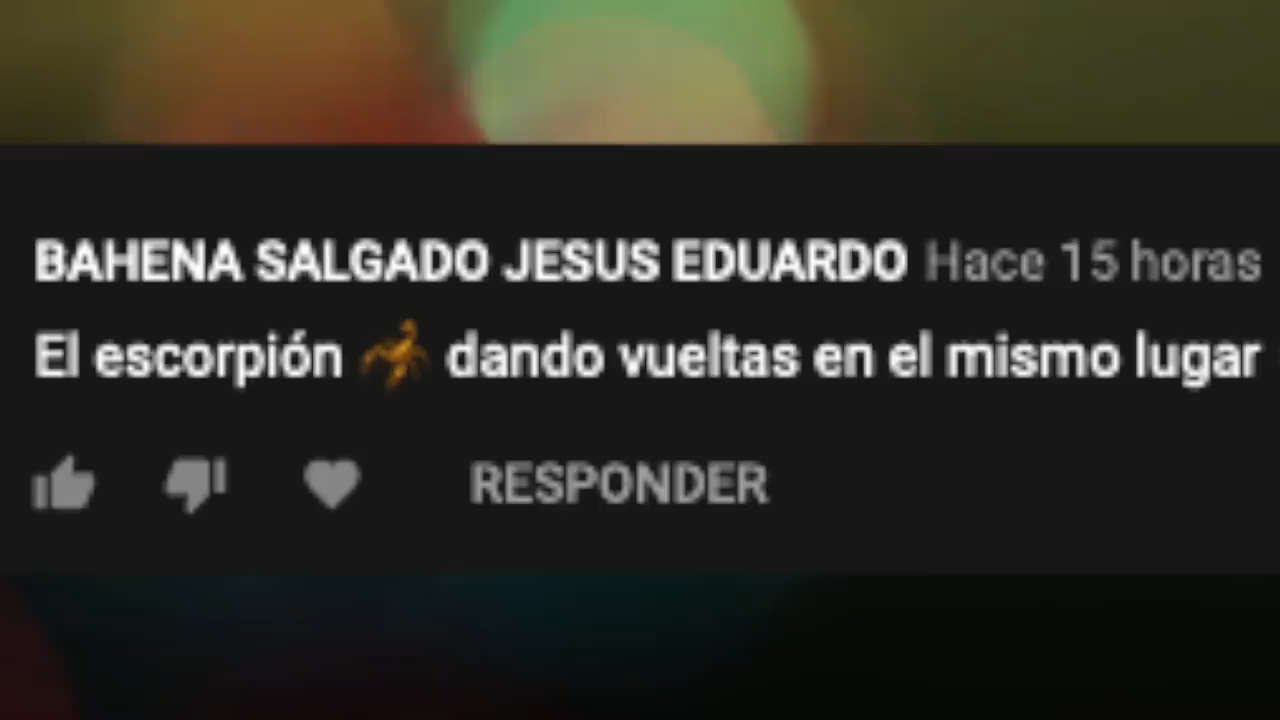 BAHENA SALGADO JESUS EDUARDO Hace 15 horas
El escorpión 🦂 dando vueltas en el mismo lugar
RESPONDER